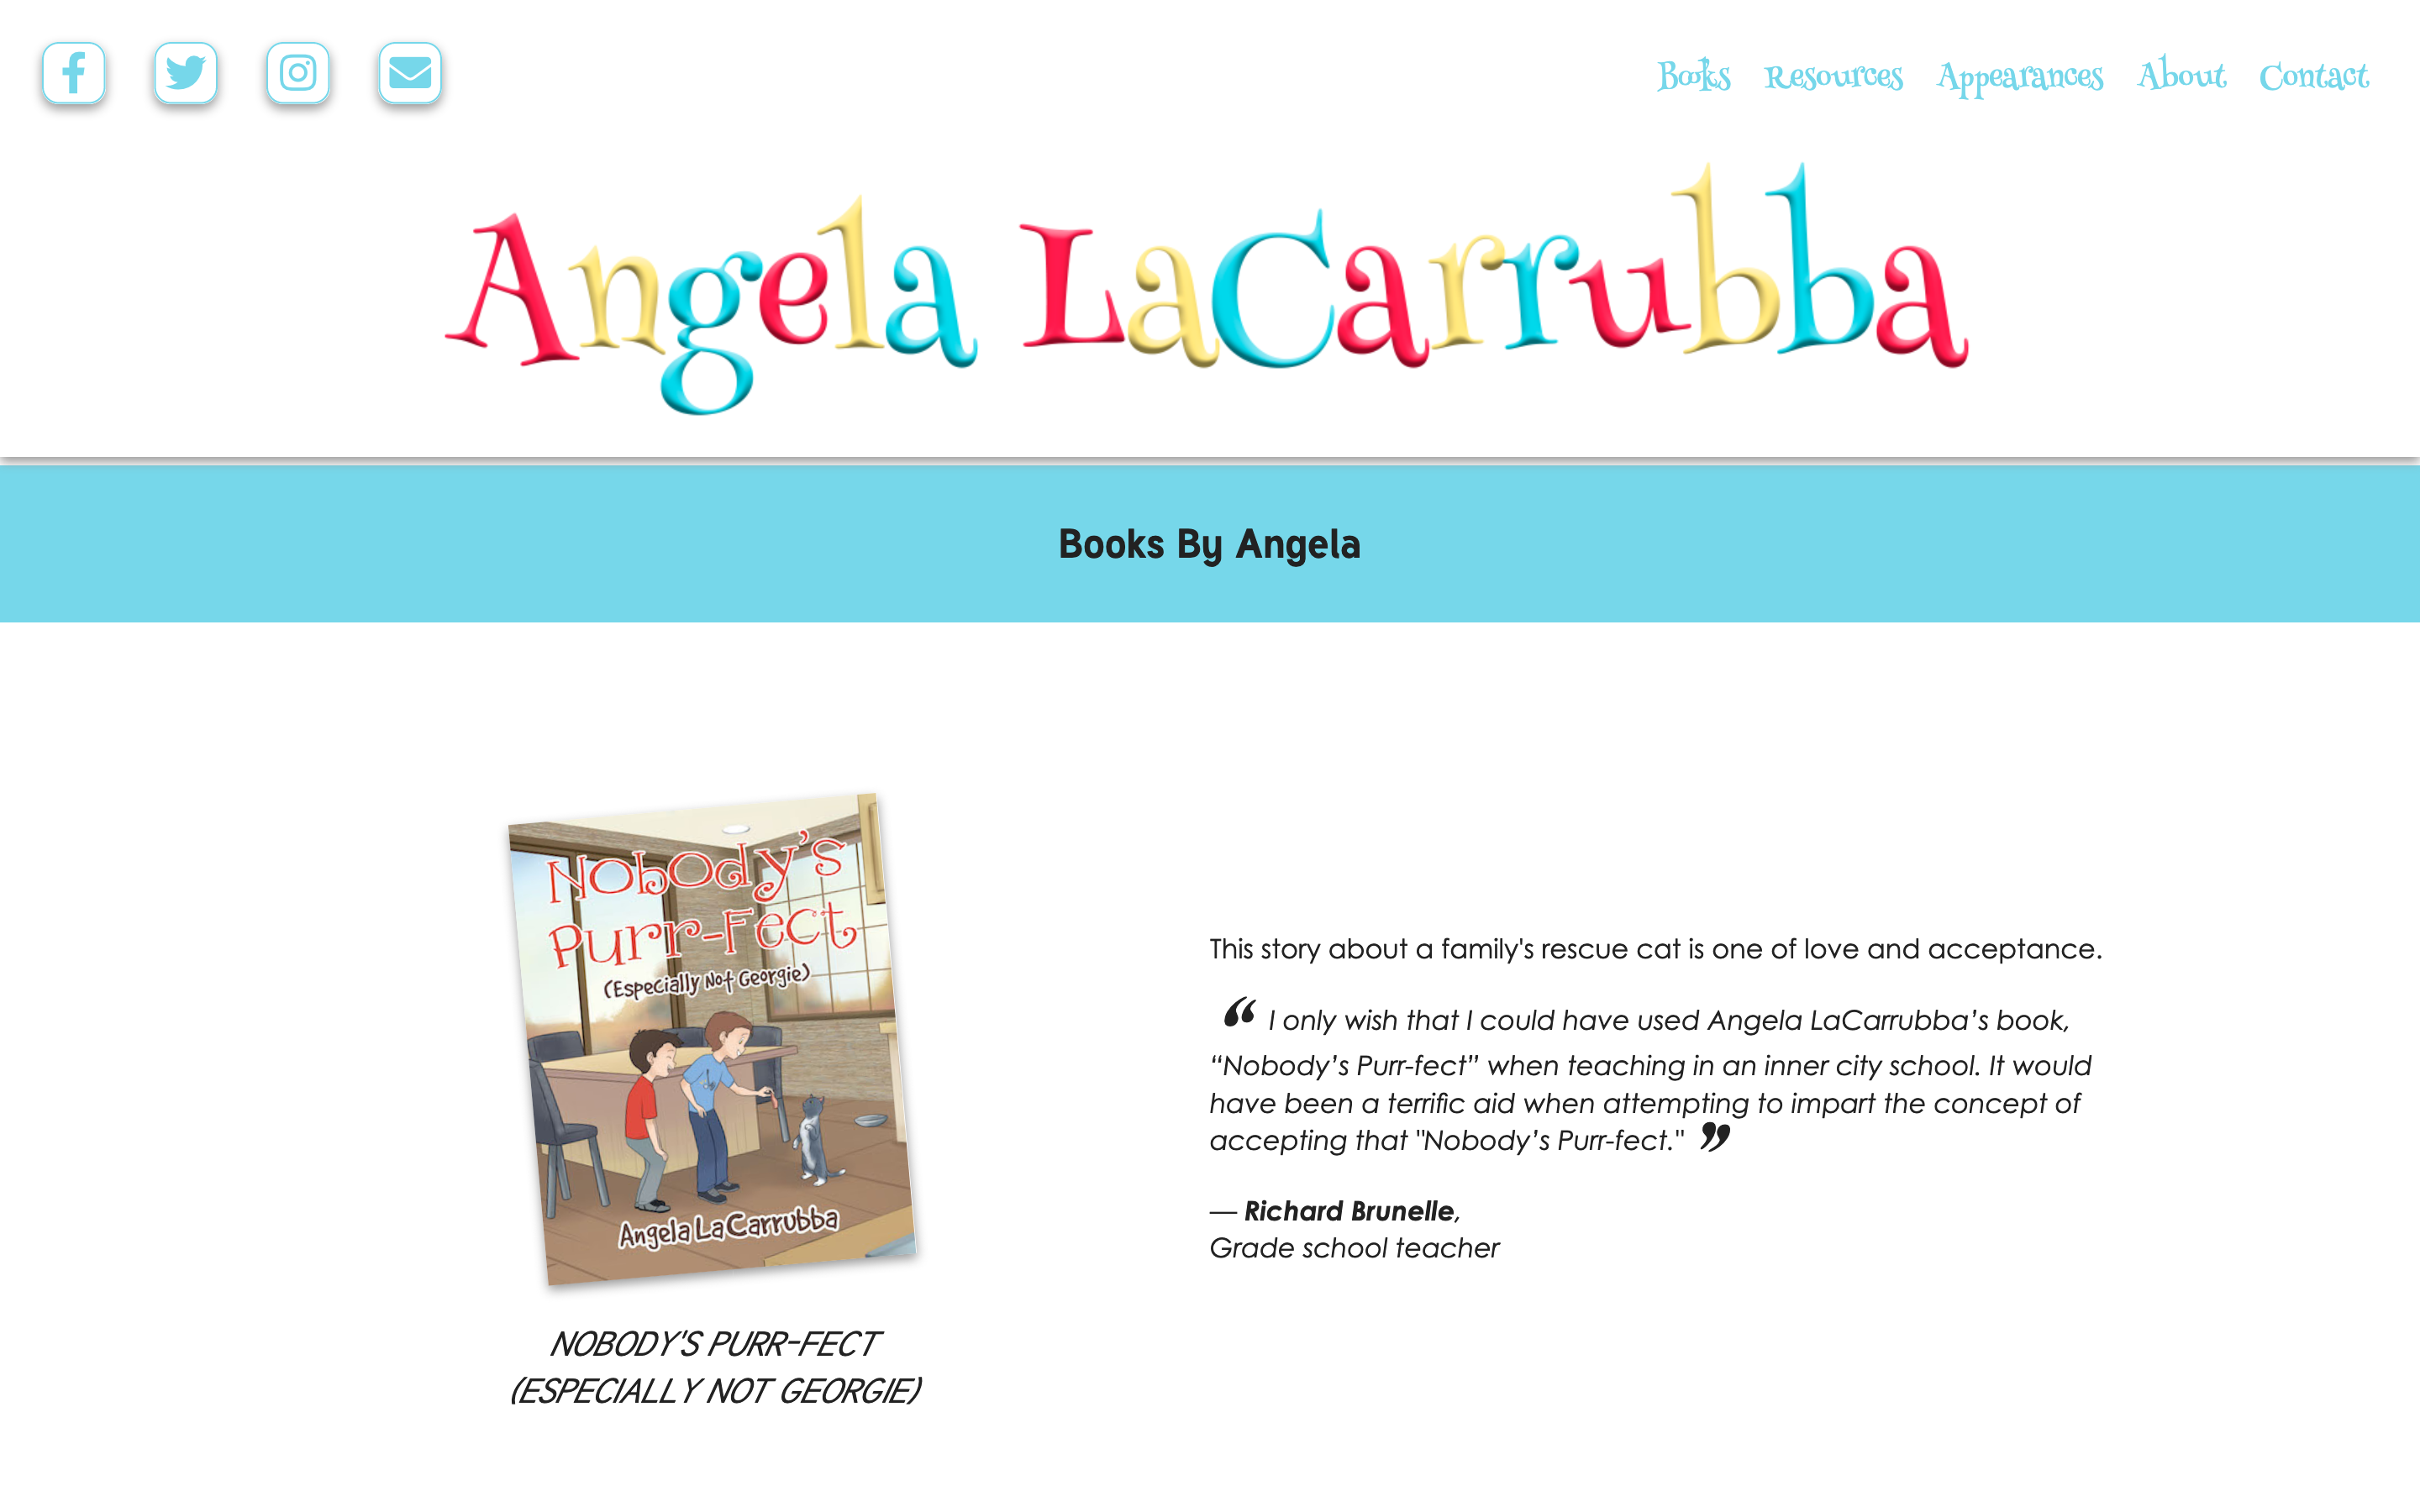 Books Resources Appearances About Contact
Angela LaCarrubba
Books By Angela
Nobody's
Purr-Fect
(Especially Not Georgie)
Angela LaCarrubba
NOBODY'S PURR-FECT
(ESPECIALLY NOT GEORGIE)
This story about a family's rescue cat is one of love and acceptance.
“ I only wish that I could have used Angela LaCarrubba’s book,
“Nobody’s Purr-fect” when teaching in an inner city school. It would
have been a terrific aid when attempting to impart the concept of
accepting that "Nobody’s Purr-fect." ”
— Richard Brunelle,
Grade school teacher